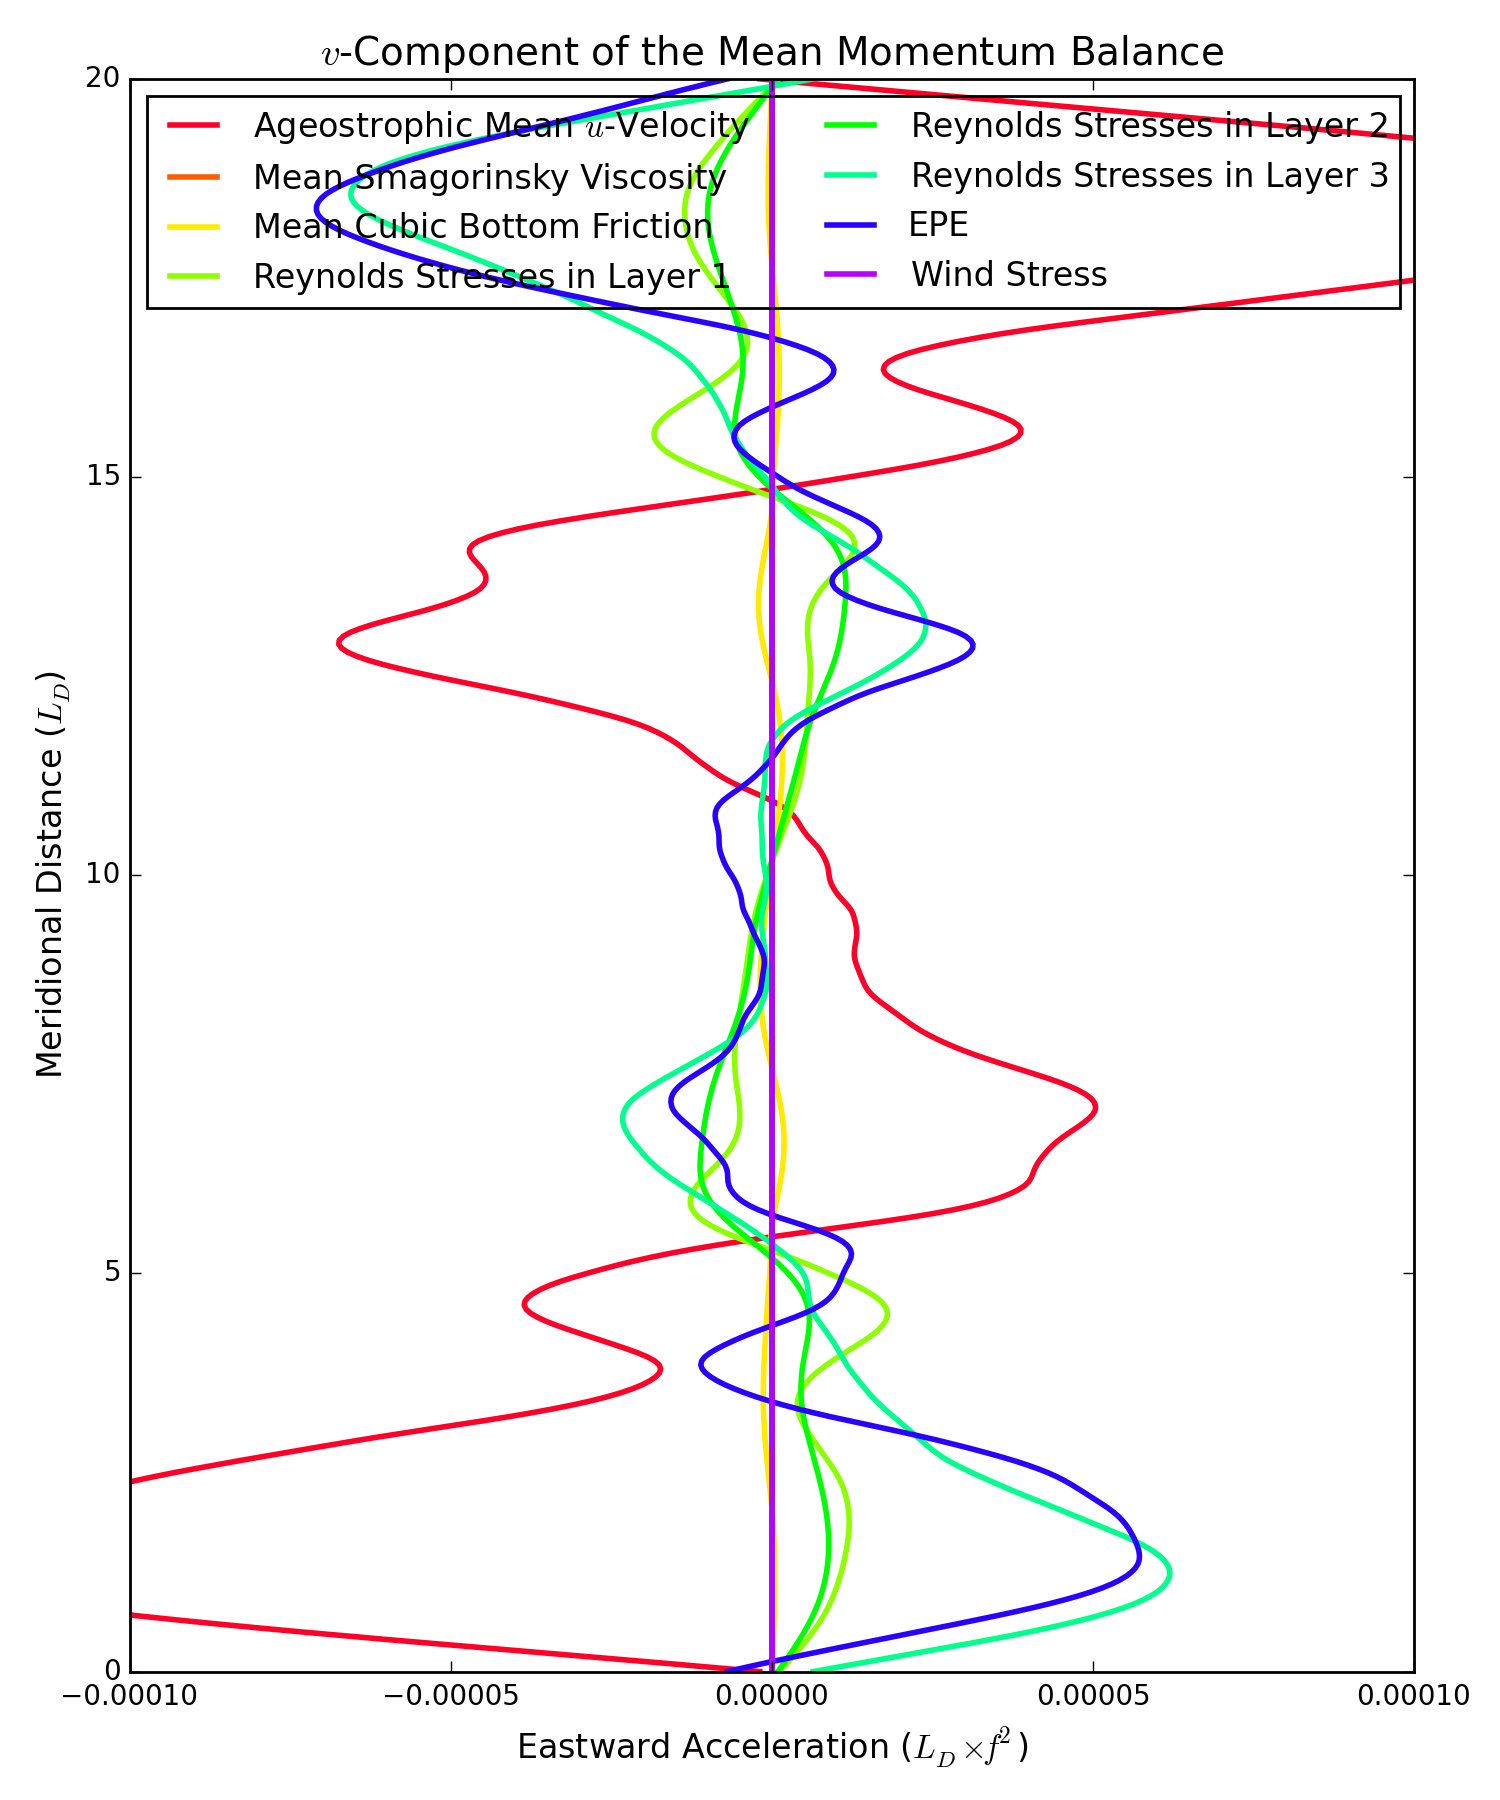 v-Component of the Mean Momentum Balance
Ageostrophic Mean u-Velocity
Mean Smagorinsky Viscosity
Mean Cubic Bottom Friction
Reynolds Stresses in Layer 1
Reynolds Stresses in Layer 2
Reynolds Stresses in Layer 3
EPE
Wind Stress
20
15
10
5
0
Meridional Distance (L_D)
−0.00010
−0.00005
0.00000
0.00005
0.00010
Eastward Acceleration (L_D × f²)